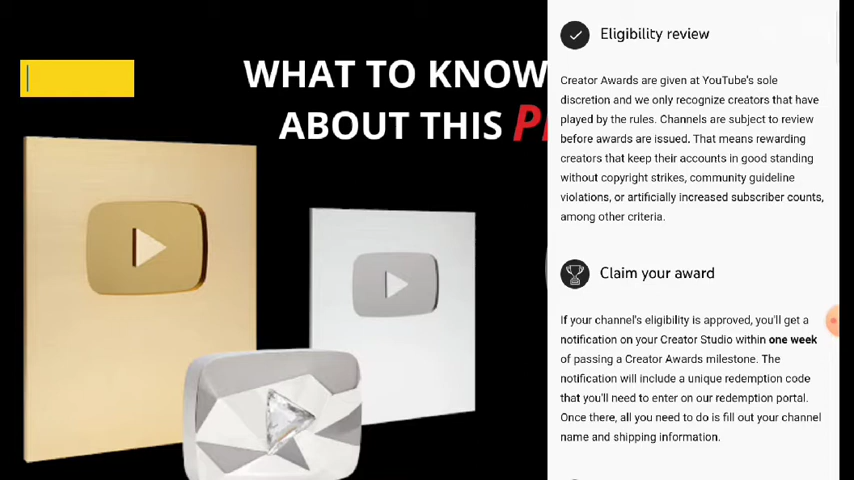 WHAT TO KNOW
ABOUT THIS
Eligibility review
Creator Awards are given at YouTube's sole
discretion and we only recognize creators that have
played by the rules. Channels are subject to review
before awards are issued. That means rewarding
creators that keep their accounts in good standing
without copyright strikes, community guideline
violations, or artificially increased subscriber counts,
among other criteria.
Claim your award
If your channel's eligibility is approved, you'll get a
notification on your Creator Studio within one week
of passing a Creator Awards milestone. The
notification will include a unique redemption code
that you'll need to enter on our redemption portal.
Once there, all you need to do is fill out your channel
name and shipping information.